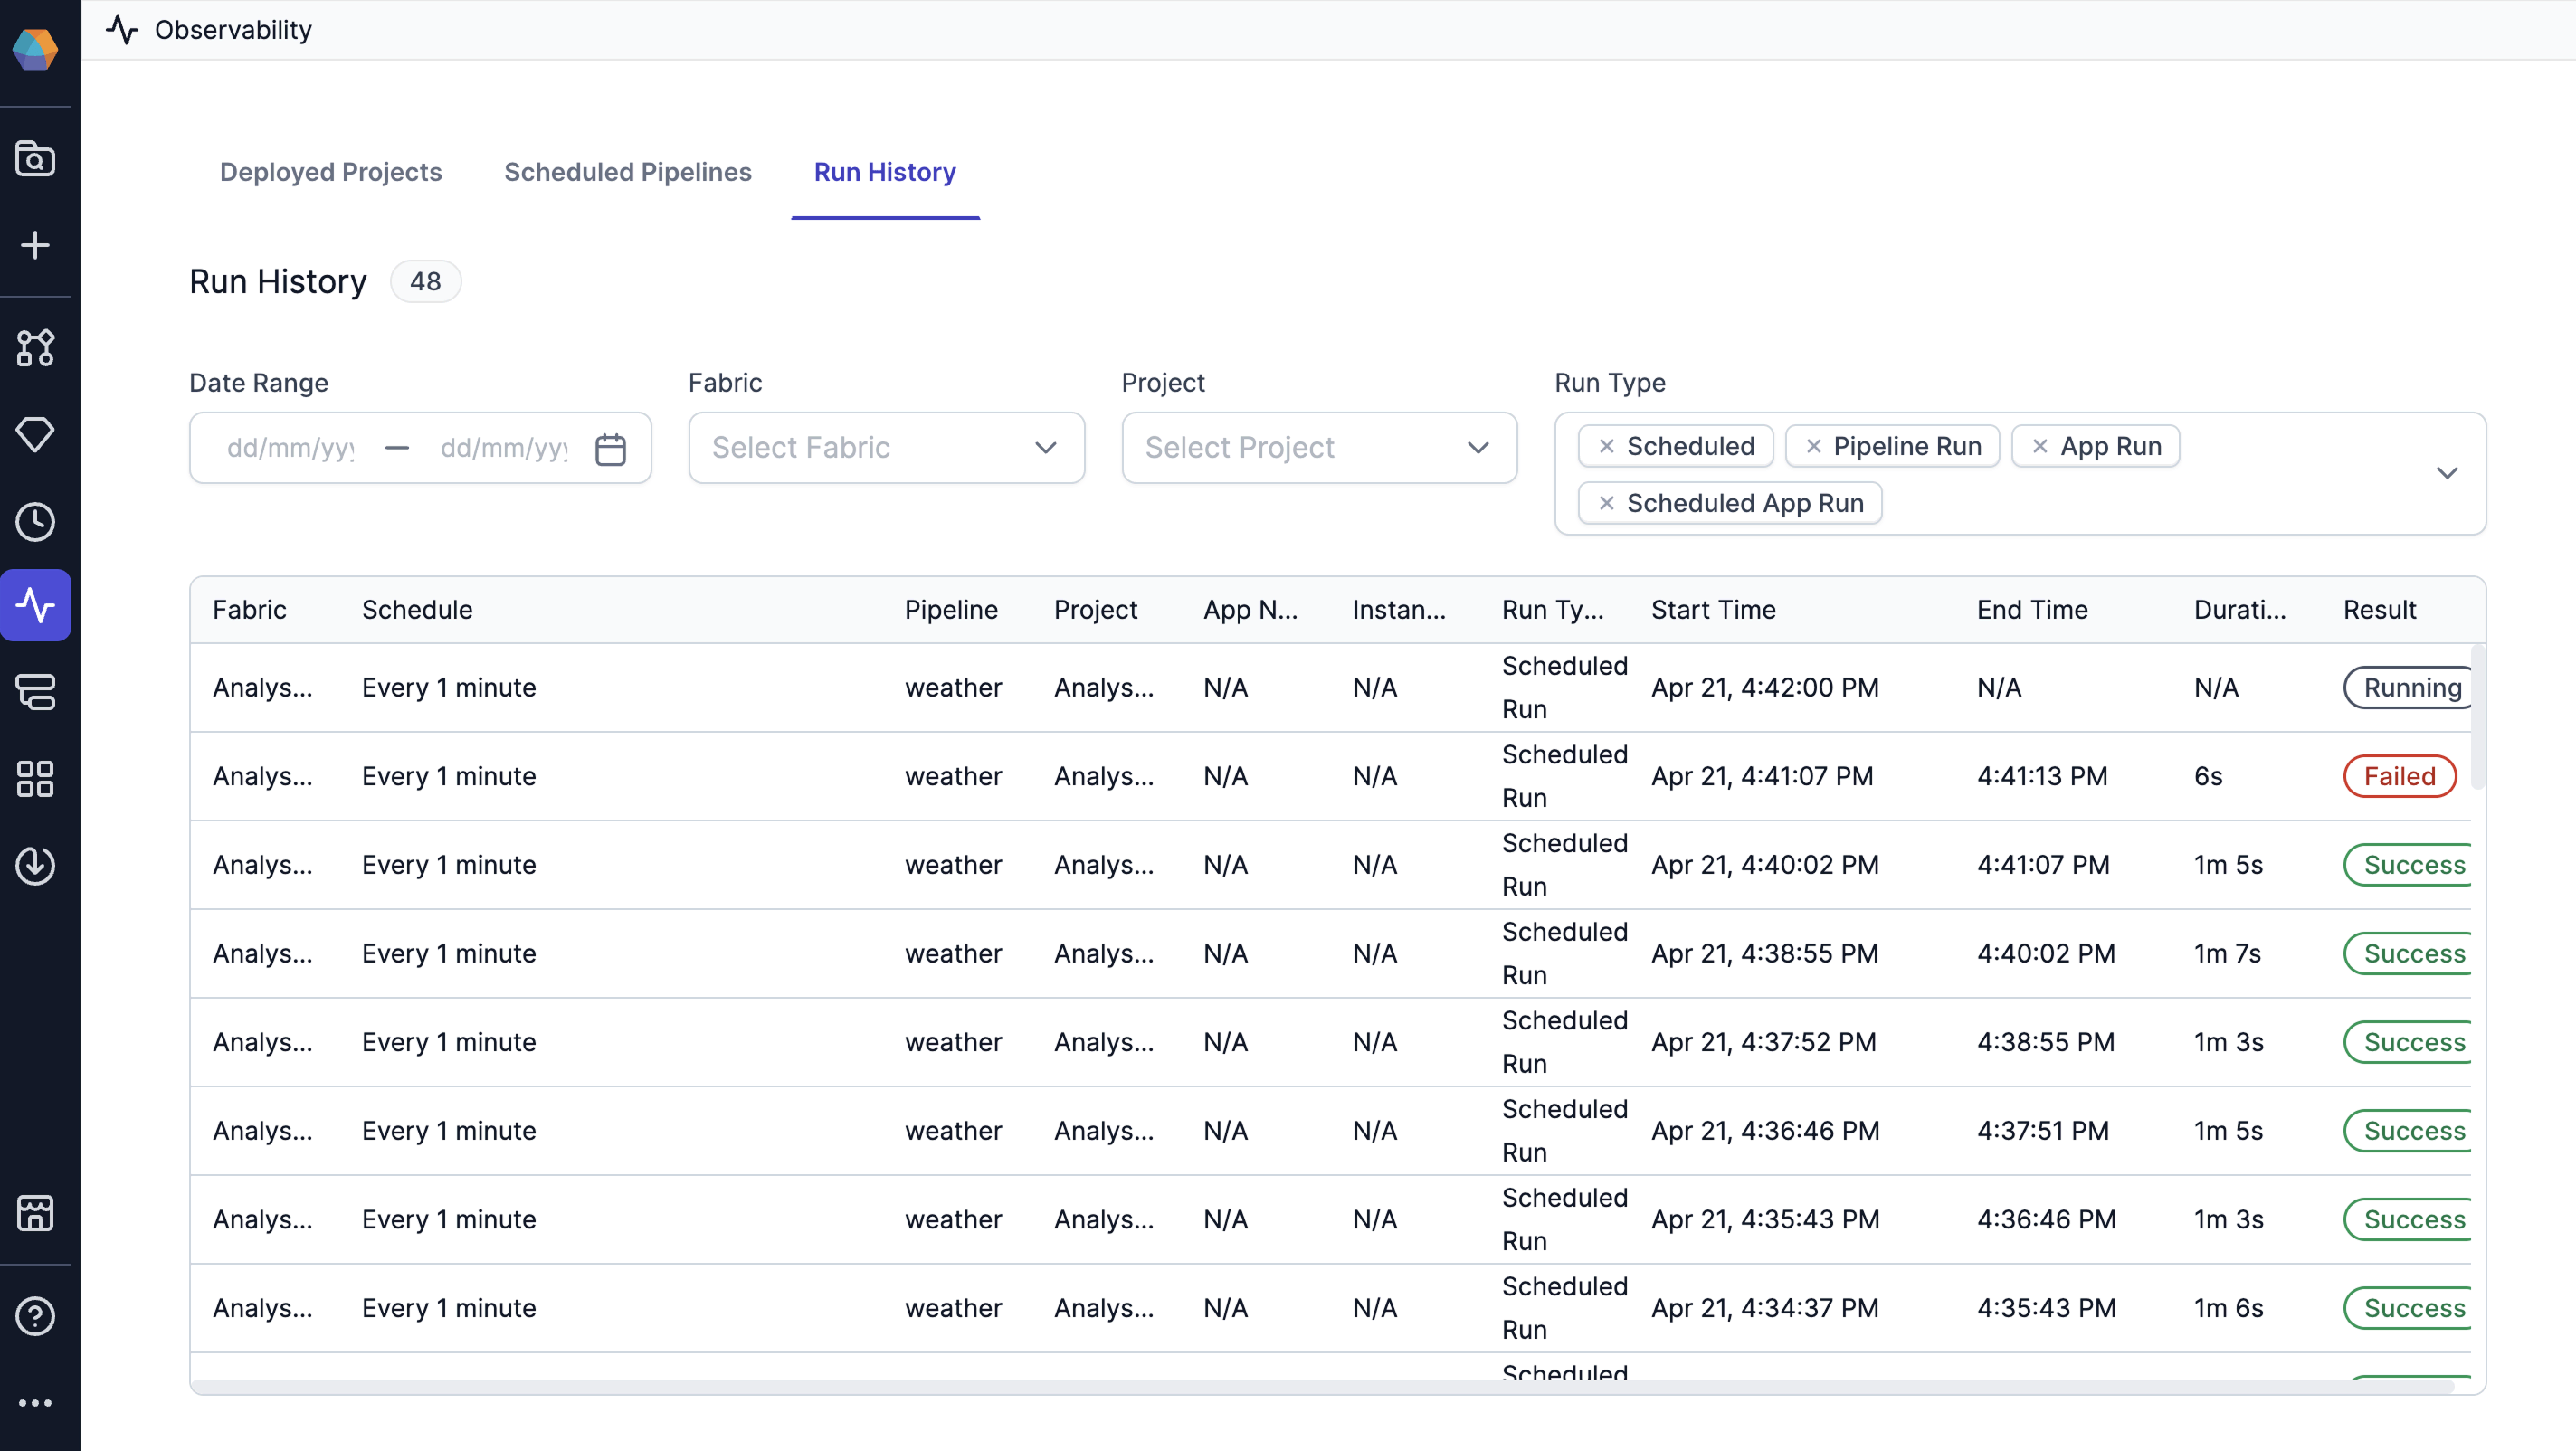 Observability
Deployed Projects Scheduled Pipelines Run History
Run History 48
Date Range Fabric Project Run Type
dd/mm/yyy — dd/mm/yyy Select Fabric Select Project Scheduled Pipeline Run App Run
Scheduled App Run
Fabric Schedule Pipeline Project App N... Instan... Run Ty... Start Time End Time Durati... Result
Analys... Every 1 minute weather Analys... N/A N/A Scheduled Run Apr 21, 4:42:00 PM N/A N/A Running
Analys... Every 1 minute weather Analys... N/A N/A Scheduled Run Apr 21, 4:41:07 PM 4:41:13 PM 6s Failed
Analys... Every 1 minute weather Analys... N/A N/A Scheduled Run Apr 21, 4:40:02 PM 4:41:07 PM 1m 5s Success
Analys... Every 1 minute weather Analys... N/A N/A Scheduled Run Apr 21, 4:38:55 PM 4:40:02 PM 1m 7s Success
Analys... Every 1 minute weather Analys... N/A N/A Scheduled Run Apr 21, 4:37:52 PM 4:38:55 PM 1m 3s Success
Analys... Every 1 minute weather Analys... N/A N/A Scheduled Run Apr 21, 4:36:46 PM 4:37:51 PM 1m 5s Success
Analys... Every 1 minute weather Analys... N/A N/A Scheduled Run Apr 21, 4:35:43 PM 4:36:46 PM 1m 3s Success
Analys... Every 1 minute weather Analys... N/A N/A Scheduled Run Apr 21, 4:34:37 PM 4:35:43 PM 1m 6s Success
Scheduled